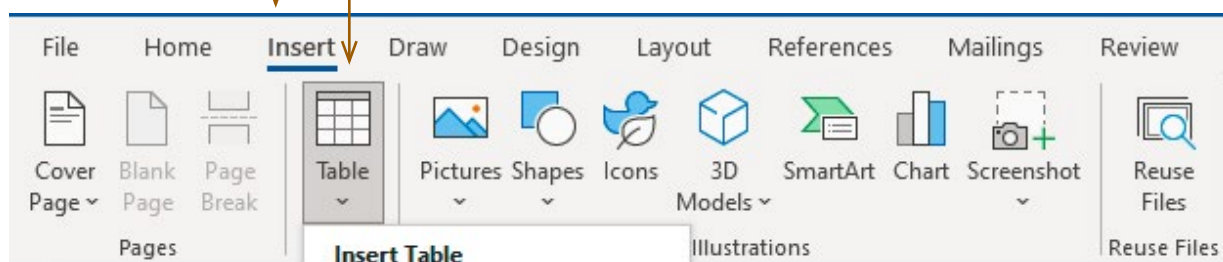 File Home Insert Draw Design Layout References Mailings Review
Cover Blank Page Table Pictures Shapes Icons 3D SmartArt Chart Screenshot Reuse
Page Page Break Models Files
Pages Illustrations Reuse Files
Insert Table